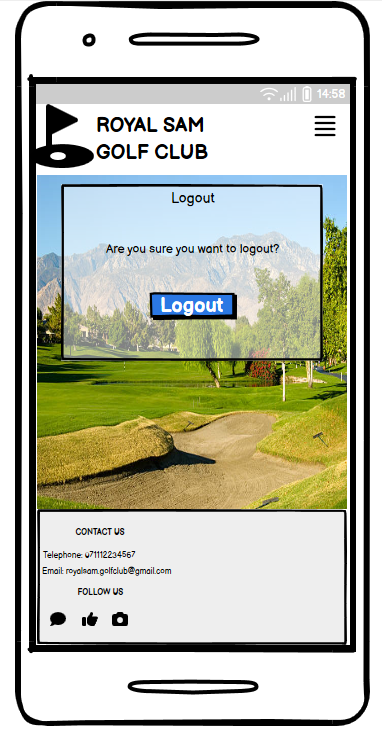 14:58
ROYAL SAM
GOLF CLUB
Logout
Are you sure you want to logout?
Logout
CONTACT US
Telephone: 071112234567
Email: royalsam.golfclub@gmail.com
FOLLOW US